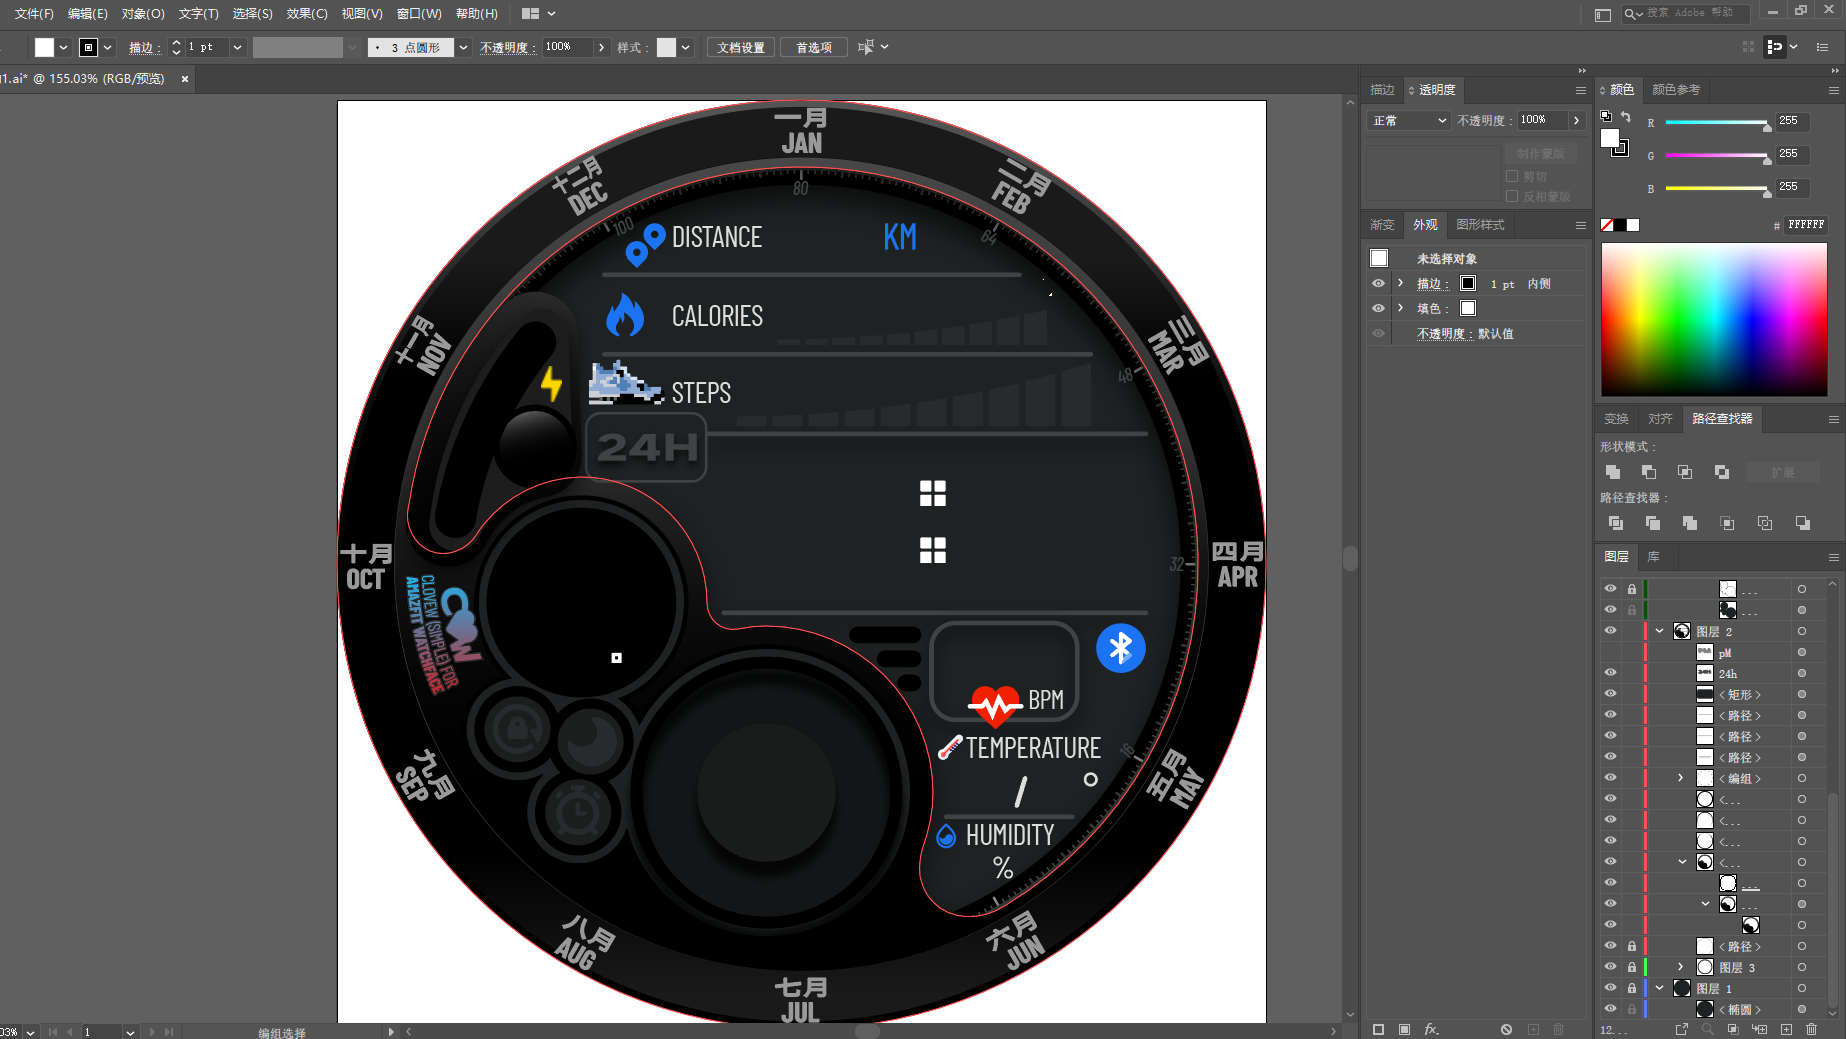 文件(F) 编辑(E) 对象(O) 文字(T) 选择(S) 效果(C) 视图(V) 窗口(W) 帮助(H)
搜索 Adobe 帮助
描边: 1 pt 3 点圆形 不透明度: 100% 样式: 文档设置 首选项
1.ai* @ 155.03% (RGB/预览) ×
一月
JAN
二月
FEB
三月
MAR
四月
APR
五月
MAY
六月
JUN
七月
JUL
八月
AUG
九月
SEP
十月
OCT
十一月
NOV
十二月
DEC
100
80
64
48
32
16
DISTANCE KM
CALORIES
STEPS
24H
BPM
TEMPERATURE
/ °
HUMIDITY
%
CLOVEW (SIMPLE) FOR
AMAZFIT WATCHFACE
03% 1 编组选择
描边 透明度
正常 不透明度: 100%
制作蒙版
剪切
反相蒙版
渐变 外观 图形样式
未选择对象
描边: 1 pt 内侧
填色:
不透明度: 默认值
颜色 颜色参考
R 255
G 255
B 255
# FFFFFF
变换 对齐 路径查找器
形状模式:
扩展
路径查找器:
图层 库
...
...
图层 2
pM
24h
<矩形>
<路径>
<路径>
<路径>
<编组>
<...
<...
<...
<...
...
...
<路径>
图层 3
图层 1
<椭圆>
12...
fx.